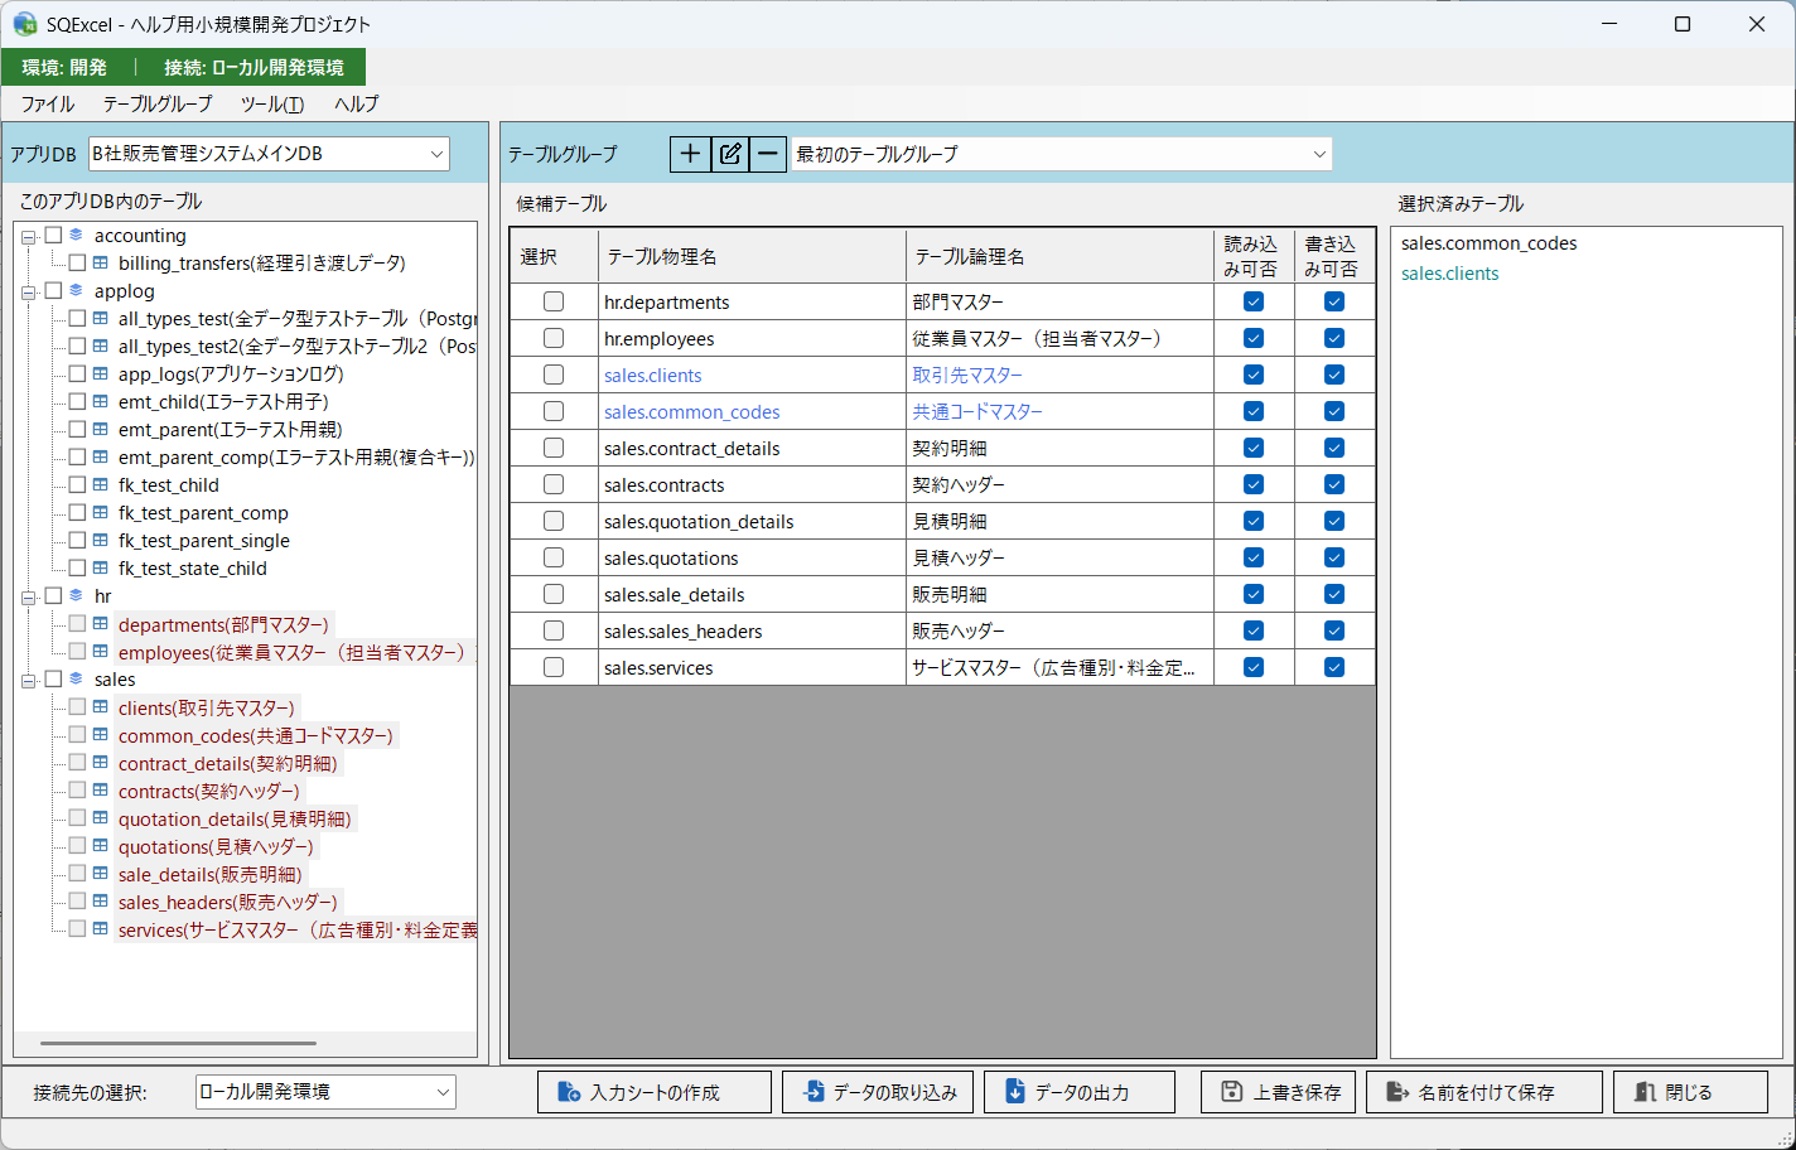 SQExcel - ヘルプ用小規模開発プロジェクト
環境: 開発 | 接続: ローカル開発環境
ファイル テーブルグループ ツール(T) ヘルプ
アプリDB B社販売管理システムメインDB
テーブルグループ 最初のテーブルグループ
このアプリDB内のテーブル
accounting
billing_transfers(経理引き渡しデータ)
applog
all_types_test(全データ型テストテーブル（Postgr
all_types_test2(全データ型テストテーブル2（Pos
app_logs(アプリケーションログ)
emt_child(エラーテスト用子)
emt_parent(エラーテスト用親)
emt_parent_comp(エラーテスト用親(複合キー))
fk_test_child
fk_test_parent_comp
fk_test_parent_single
fk_test_state_child
hr
departments(部門マスター)
employees(従業員マスター（担当者マスター）)
sales
clients(取引先マスター)
common_codes(共通コードマスター)
contract_details(契約明細)
contracts(契約ヘッダー)
quotation_details(見積明細)
quotations(見積ヘッダー)
sale_details(販売明細)
sales_headers(販売ヘッダー)
services(サービスマスター（広告種別・料金定義
候補テーブル
選択 テーブル物理名 テーブル論理名 読み込み可否 書き込み可否
hr.departments 部門マスター
hr.employees 従業員マスター（担当者マスター）
sales.clients 取引先マスター
sales.common_codes 共通コードマスター
sales.contract_details 契約明細
sales.contracts 契約ヘッダー
sales.quotation_details 見積明細
sales.quotations 見積ヘッダー
sales.sale_details 販売明細
sales.sales_headers 販売ヘッダー
sales.services サービスマスター（広告種別・料金定...
選択済みテーブル
sales.common_codes
sales.clients
接続先の選択: ローカル開発環境
入力シートの作成 データの取り込み データの出力 上書き保存 名前を付けて保存 閉じる